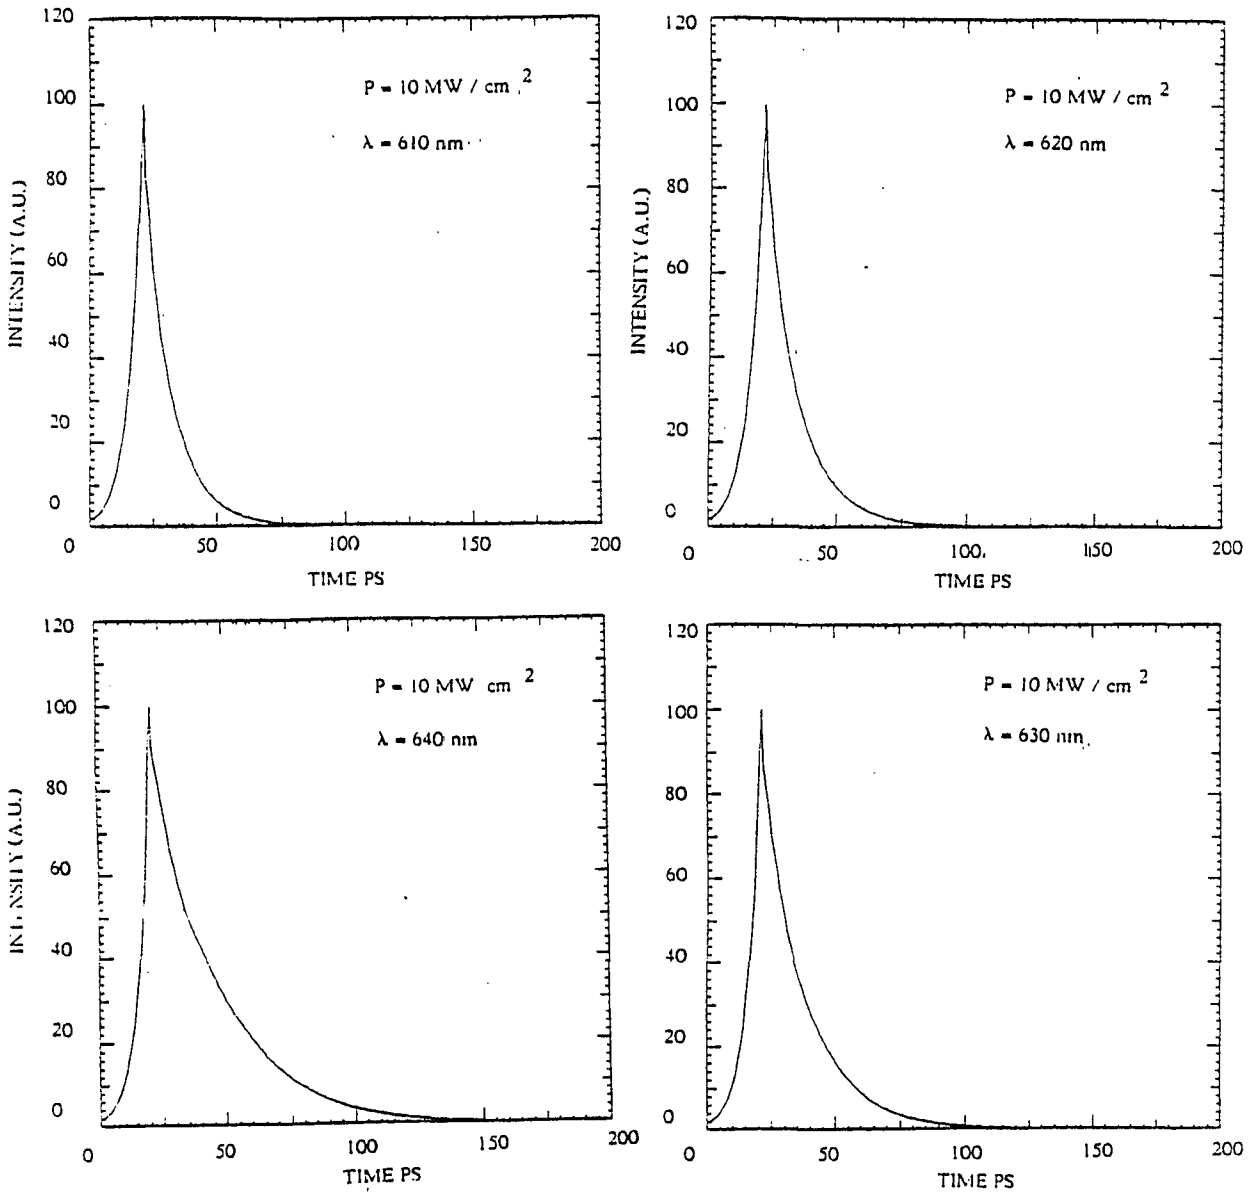 120
100
80
60
40
20
0
INTENSITY (A.U.)
P = 10 MW / cm 2
λ = 610 nm
0 50 100 150 200
TIME PS
120
100
80
60
40
20
0
INTENSITY (A.U.)
P = 10 MW / cm 2
λ = 620 nm
0 50 100 150 200
TIME PS
120
100
80
60
40
20
0
INTENSITY (A.U.)
P = 10 MW cm 2
λ = 640 nm
0 50 100 150 200
TIME PS
120
100
80
60
40
20
0
P = 10 MW / cm 2
λ = 630 nm
0 50 100 150 200
TIME PS